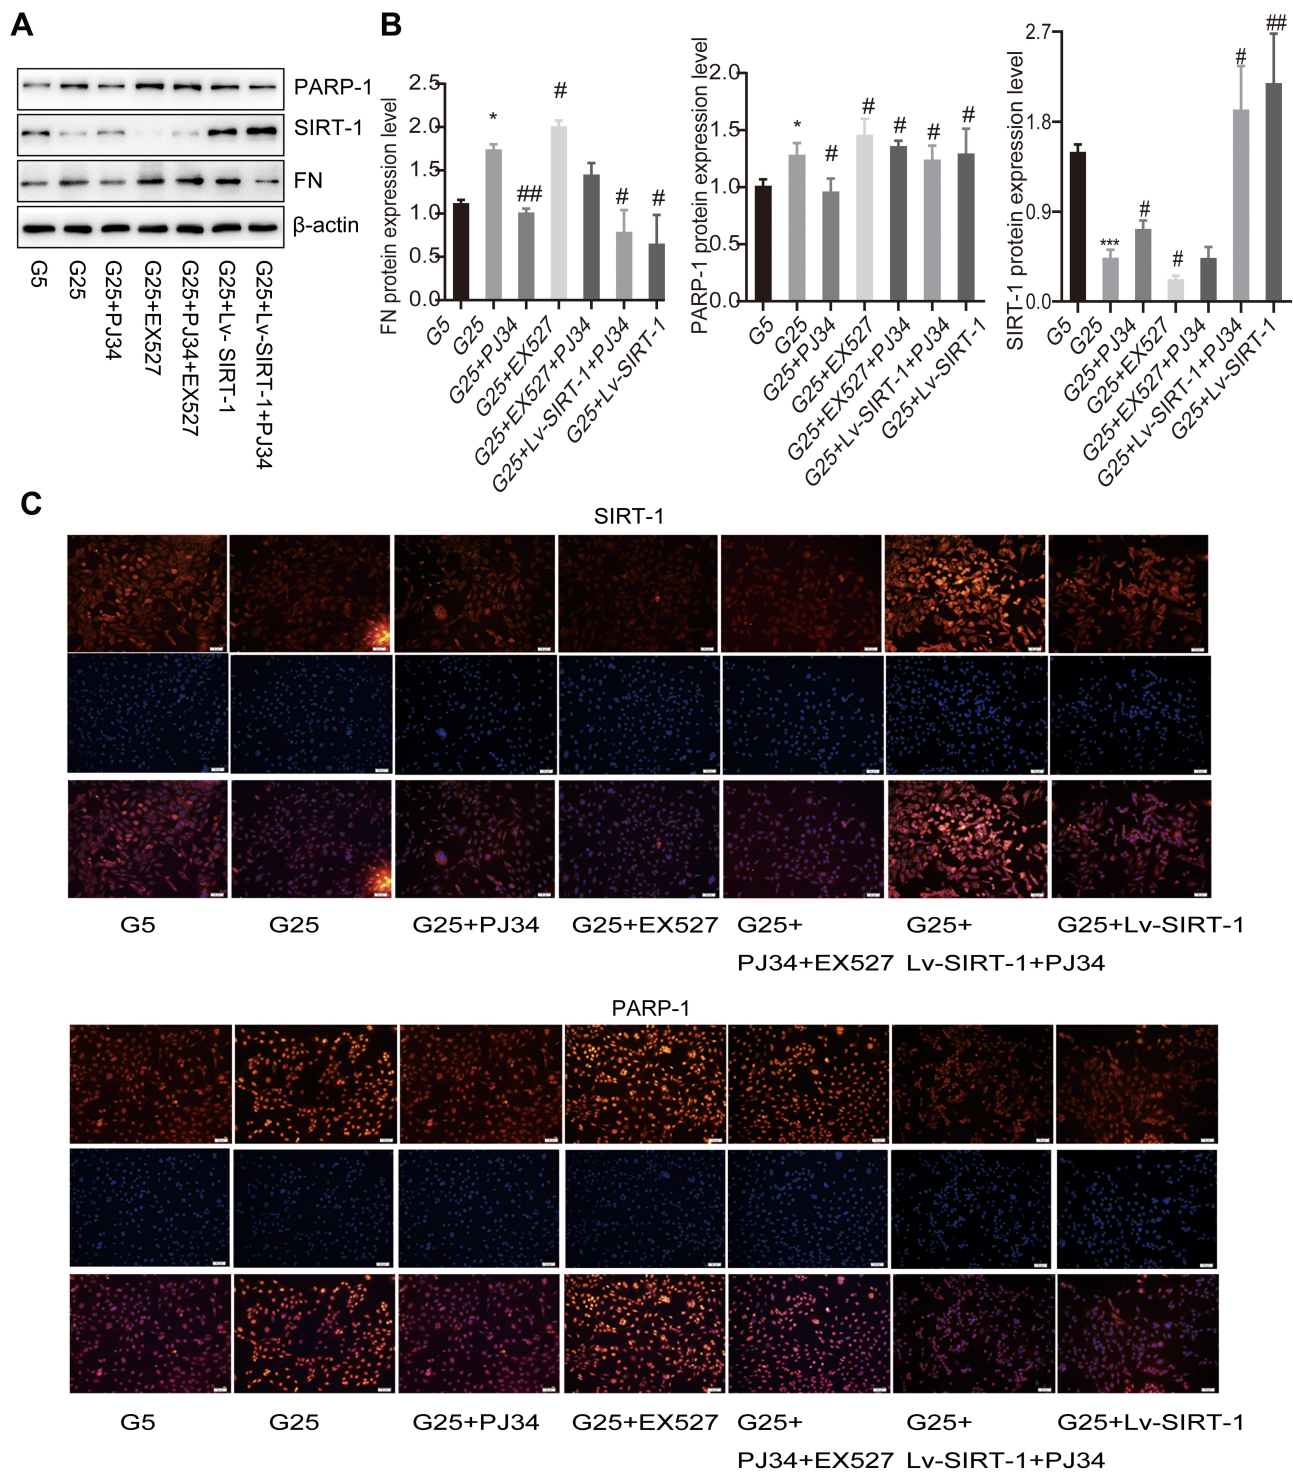 A
PARP-1
SIRT-1
FN
β-actin
G5
G25
G25+PJ34
G25+EX527
G25+PJ34+EX527
G25+Lv- SIRT-1
G25+Lv-SIRT-1+PJ34
B
FN protein expression level
2.5
2.0
1.5
1.0
0.5
0.0
*
##
#
#
#
G5
G25
G25+PJ34
G25+EX527
G25+EX527+PJ34
G25+Lv-SIRT-1+PJ34
G25+Lv-SIRT-1
PARP-1 protein expression level
2.0
1.5
1.0
0.5
0.0
*
#
#
#
#
#
G5
G25
G25+PJ34
G25+EX527
G25+EX527+PJ34
G25+Lv-SIRT-1+PJ34
G25+Lv-SIRT-1
SIRT-1 protein expression level
2.7
1.8
0.9
0.0
***
#
#
#
##
G5
G25
G25+PJ34
G25+EX527
G25+EX527+PJ34
G25+Lv-SIRT-1+PJ34
G25+Lv-SIRT-1
C
SIRT-1
G5 G25 G25+PJ34 G25+EX527 G25+ G25+ G25+Lv-SIRT-1
PJ34+EX527 Lv-SIRT-1+PJ34
PARP-1
G5 G25 G25+PJ34 G25+EX527 G25+ G25+ G25+Lv-SIRT-1
PJ34+EX527 Lv-SIRT-1+PJ34